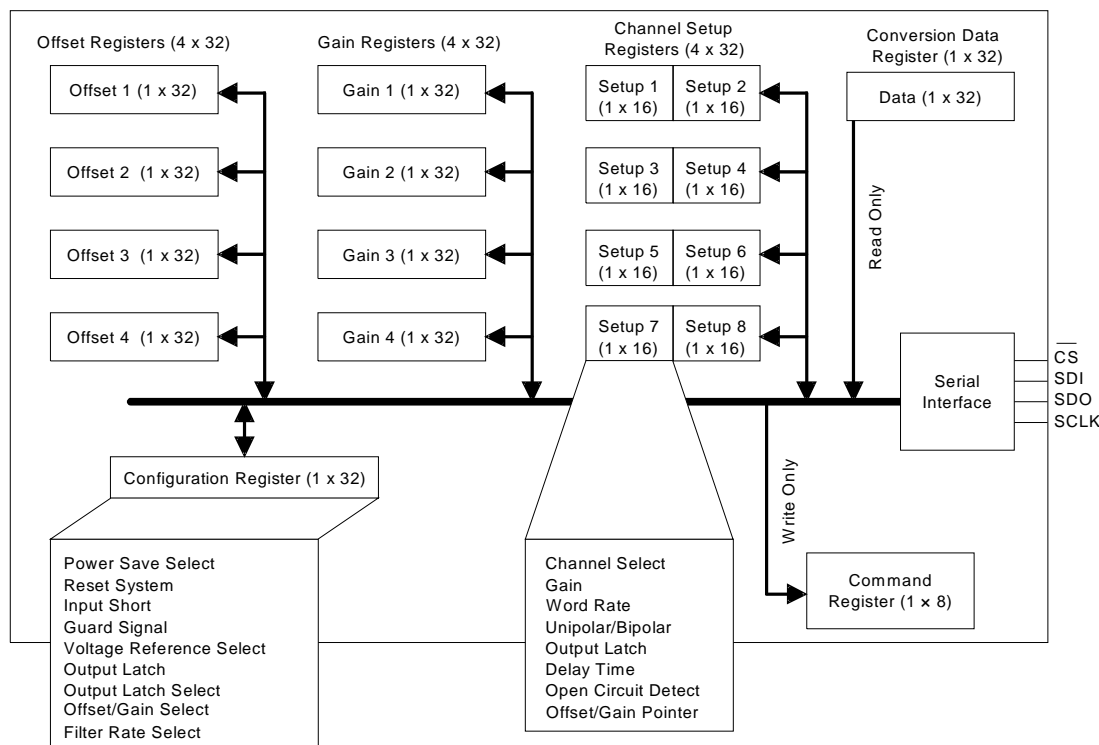 Offset Registers (4 x 32)
Offset 1 (1 x 32)
Offset 2 (1 x 32)
Offset 3 (1 x 32)
Offset 4 (1 x 32)
Gain Registers (4 x 32)
Gain 1 (1 x 32)
Gain 2 (1 x 32)
Gain 3 (1 x 32)
Gain 4 (1 x 32)
Channel Setup
Registers (4 x 32)
Setup 1
(1 x 16)
Setup 2
(1 x 16)
Setup 3
(1 x 16)
Setup 4
(1 x 16)
Setup 5
(1 x 16)
Setup 6
(1 x 16)
Setup 7
(1 x 16)
Setup 8
(1 x 16)
Conversion Data
Register (1 x 32)
Data (1 x 32)
Read Only
Serial
Interface
CS
SDI
SDO
SCLK
Configuration Register (1 x 32)
Power Save Select
Reset System
Input Short
Guard Signal
Voltage Reference Select
Output Latch
Output Latch Select
Offset/Gain Select
Filter Rate Select
Channel Select
Gain
Word Rate
Unipolar/Bipolar
Output Latch
Delay Time
Open Circuit Detect
Offset/Gain Pointer
Write Only
Command
Register (1 × 8)